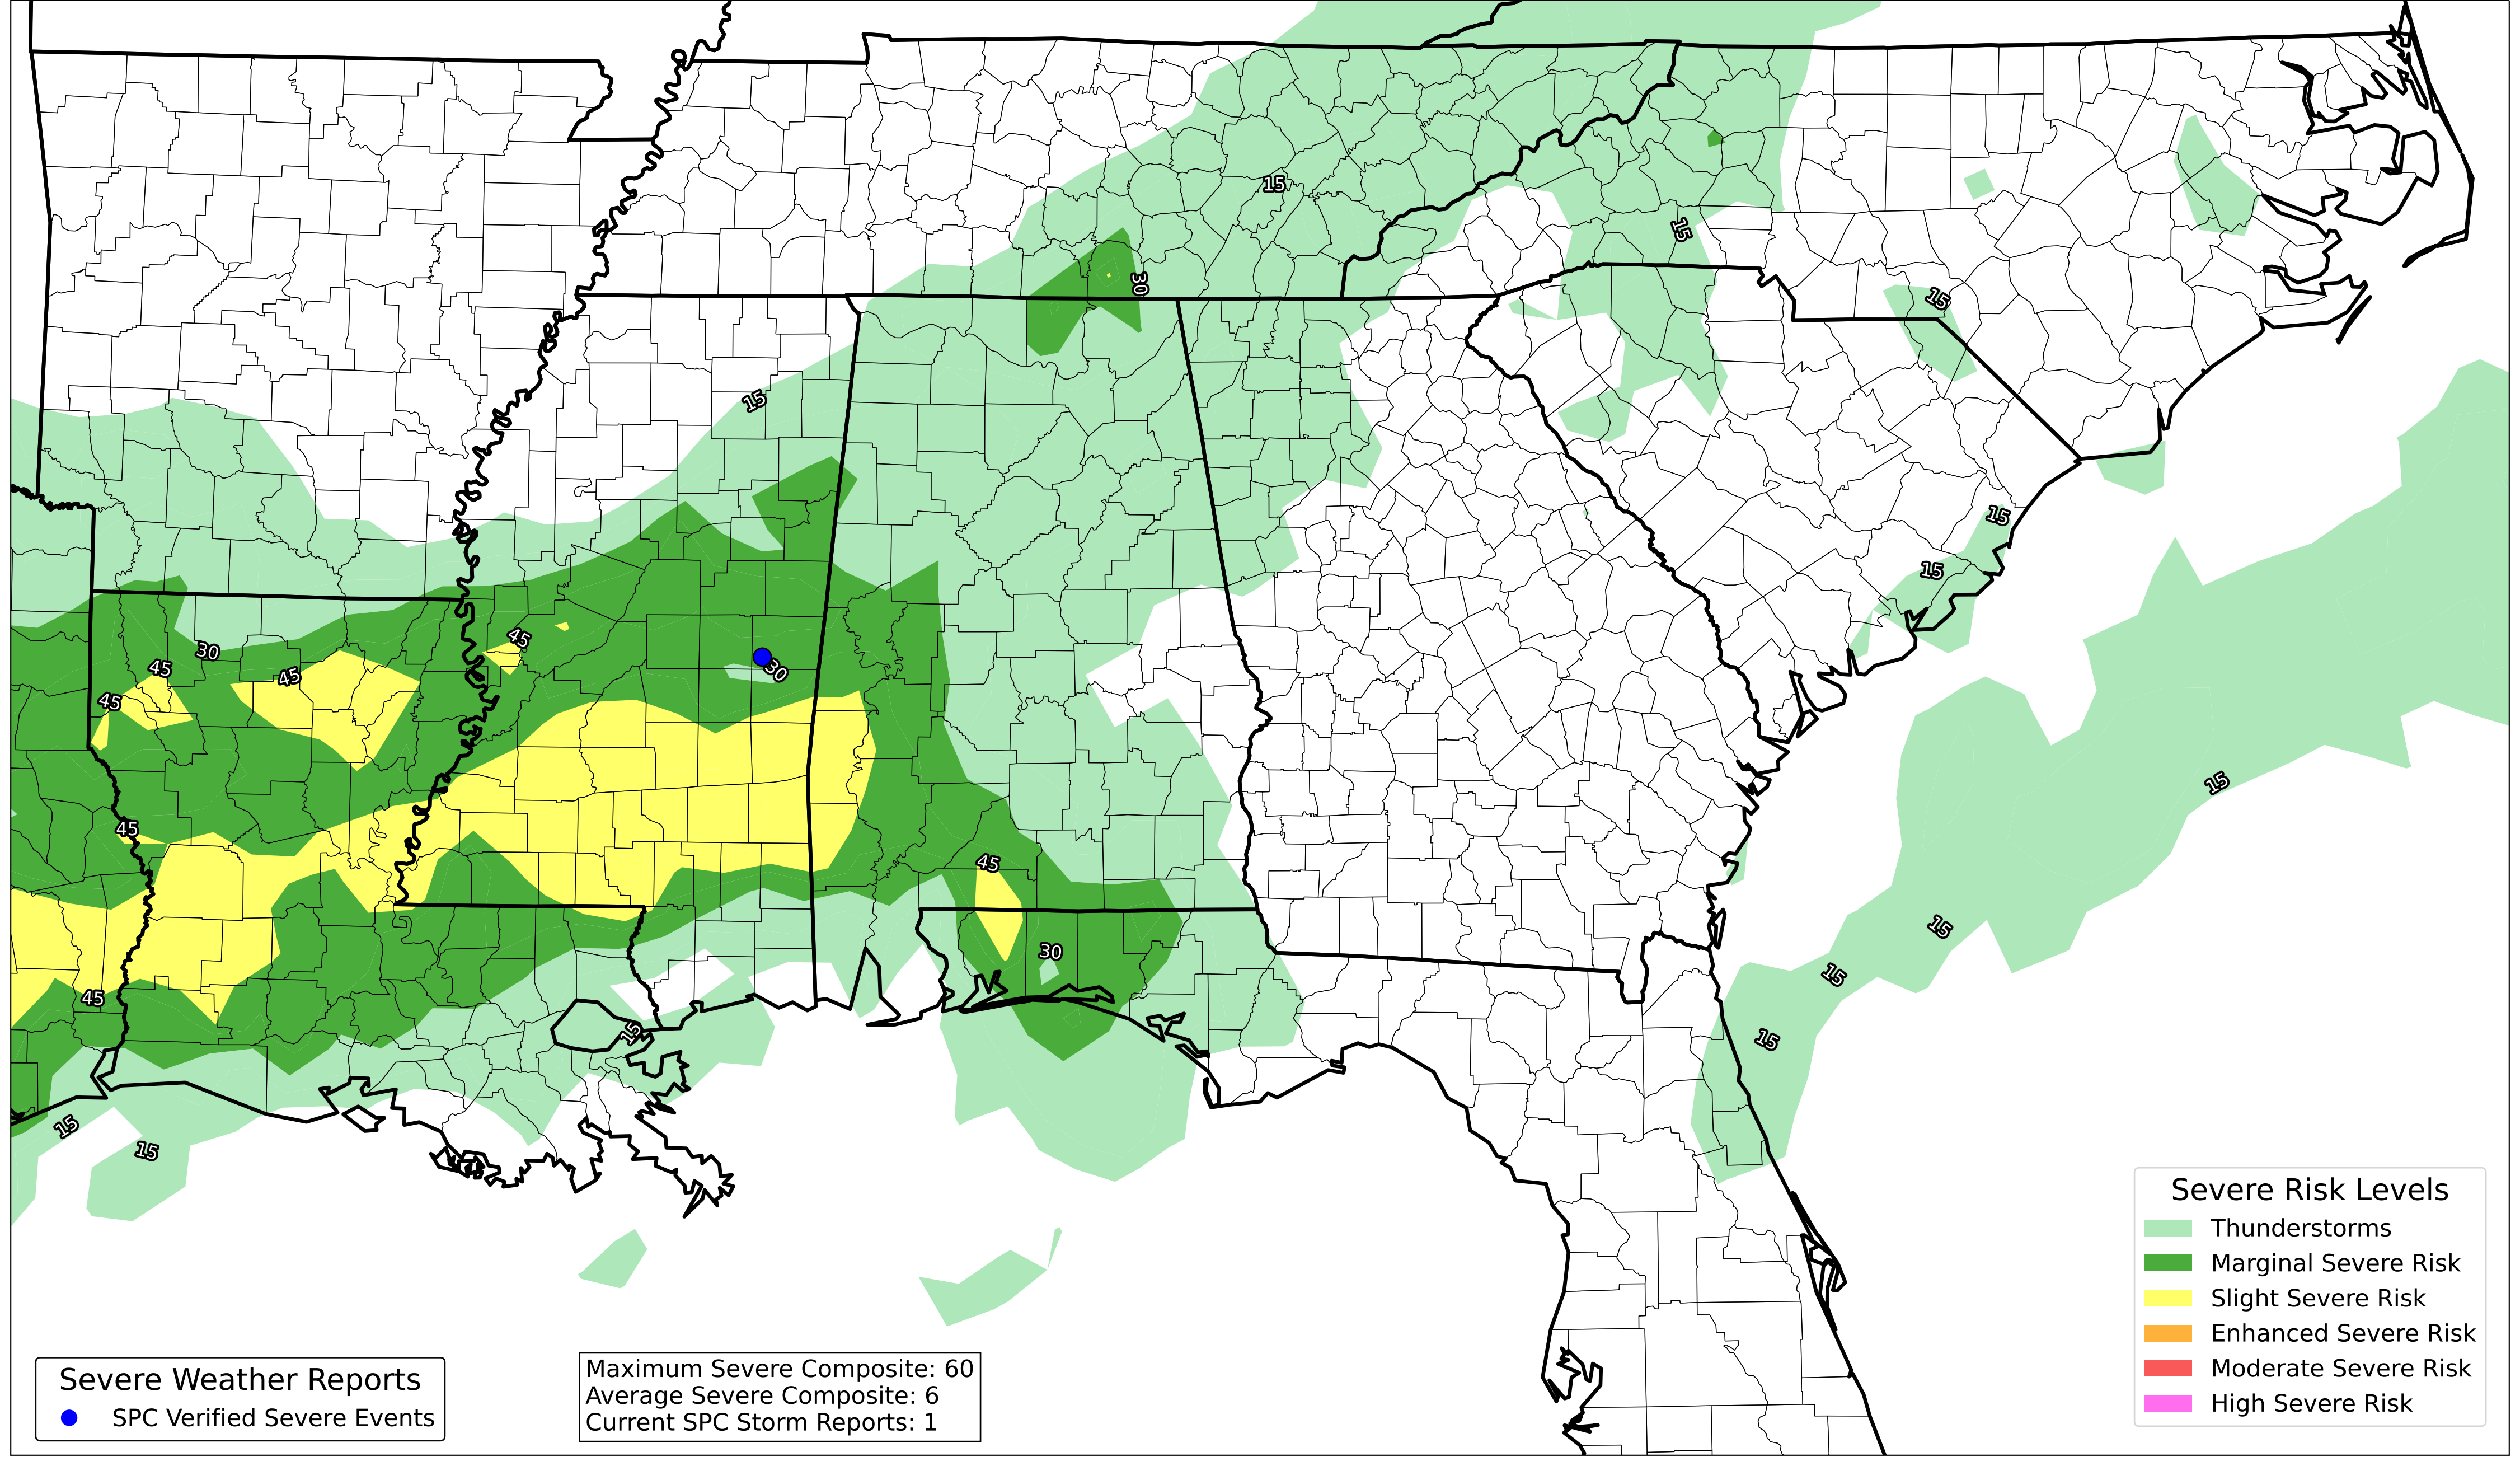 15
30
15
15
15
15
15
45
30
30
45
45
45
15
45
15
45
30
15
15
45
15
15
15
15
Severe Risk Levels
Thunderstorms
Marginal Severe Risk
Slight Severe Risk
Enhanced Severe Risk
Moderate Severe Risk
High Severe Risk
Severe Weather Reports
SPC Verified Severe Events
Maximum Severe Composite: 60
Average Severe Composite: 6
Current SPC Storm Reports: 1